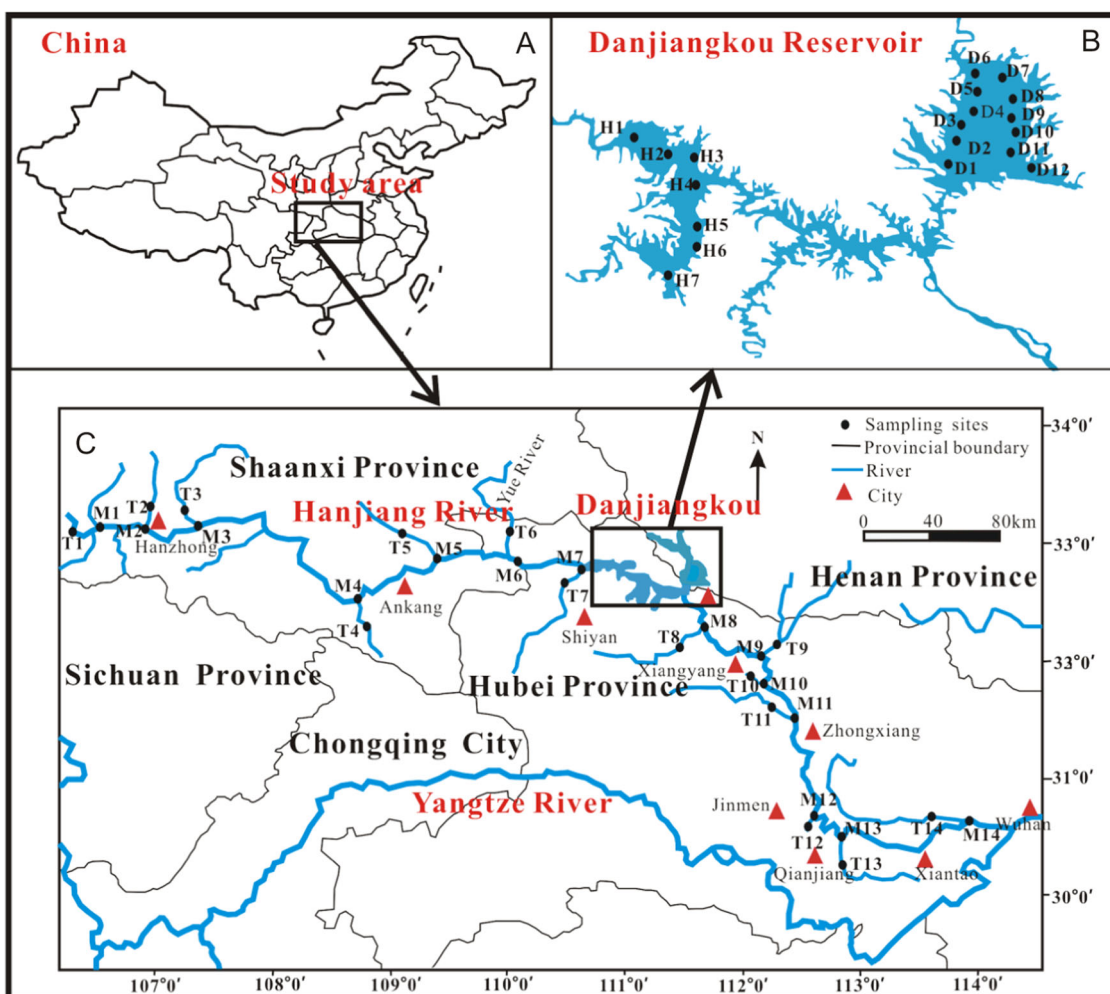 China
A
Study area
Danjiangkou Reservoir
B
D6
D7
D5
D8
D4
D9
D3
D10
D2
D11
D1
D12
H1
H2
H3
H4
H5
H6
H7
C
Sampling sites
Provincial boundary
River
City
0 40 80km
N
34°0'
33°0'
33°0'
31°0'
30°0'
Shaanxi Province
Yue River
Hanjiang River
Danjiangkou
Henan Province
T1
M1
T2
M2
T3
M3
Hanzhong
T5
M5
T6
M6
M7
T7
M4
T4
Ankang
Shiyan
M8
T8
M9
T9
Xiangyang
T10
M10
T11
M11
Sichuan Province
Hubei Province
Zhongxiang
Chongqing City
Yangtze River
Jinmen
M12
T12
M13
T13
T14
M14
Wuhan
Qianjiang
Xiantao
107°0' 108°0' 109°0' 110°0' 111°0' 112°0' 113°0' 114°0'